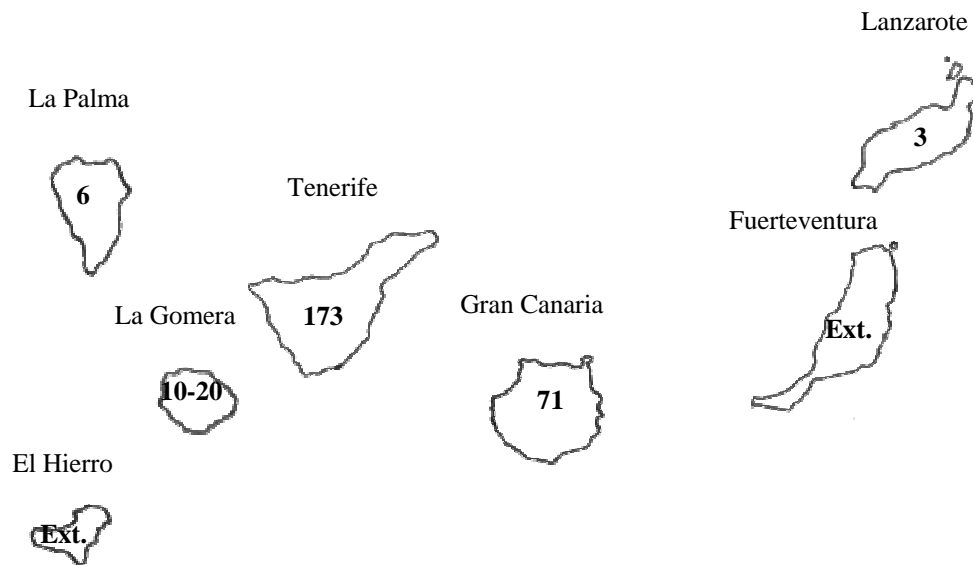 Lanzarote
La Palma
3
Tenerife
6
Fuerteventura
La Gomera
Gran Canaria
173
Ext.
10-20
71
El Hierro
Ext.